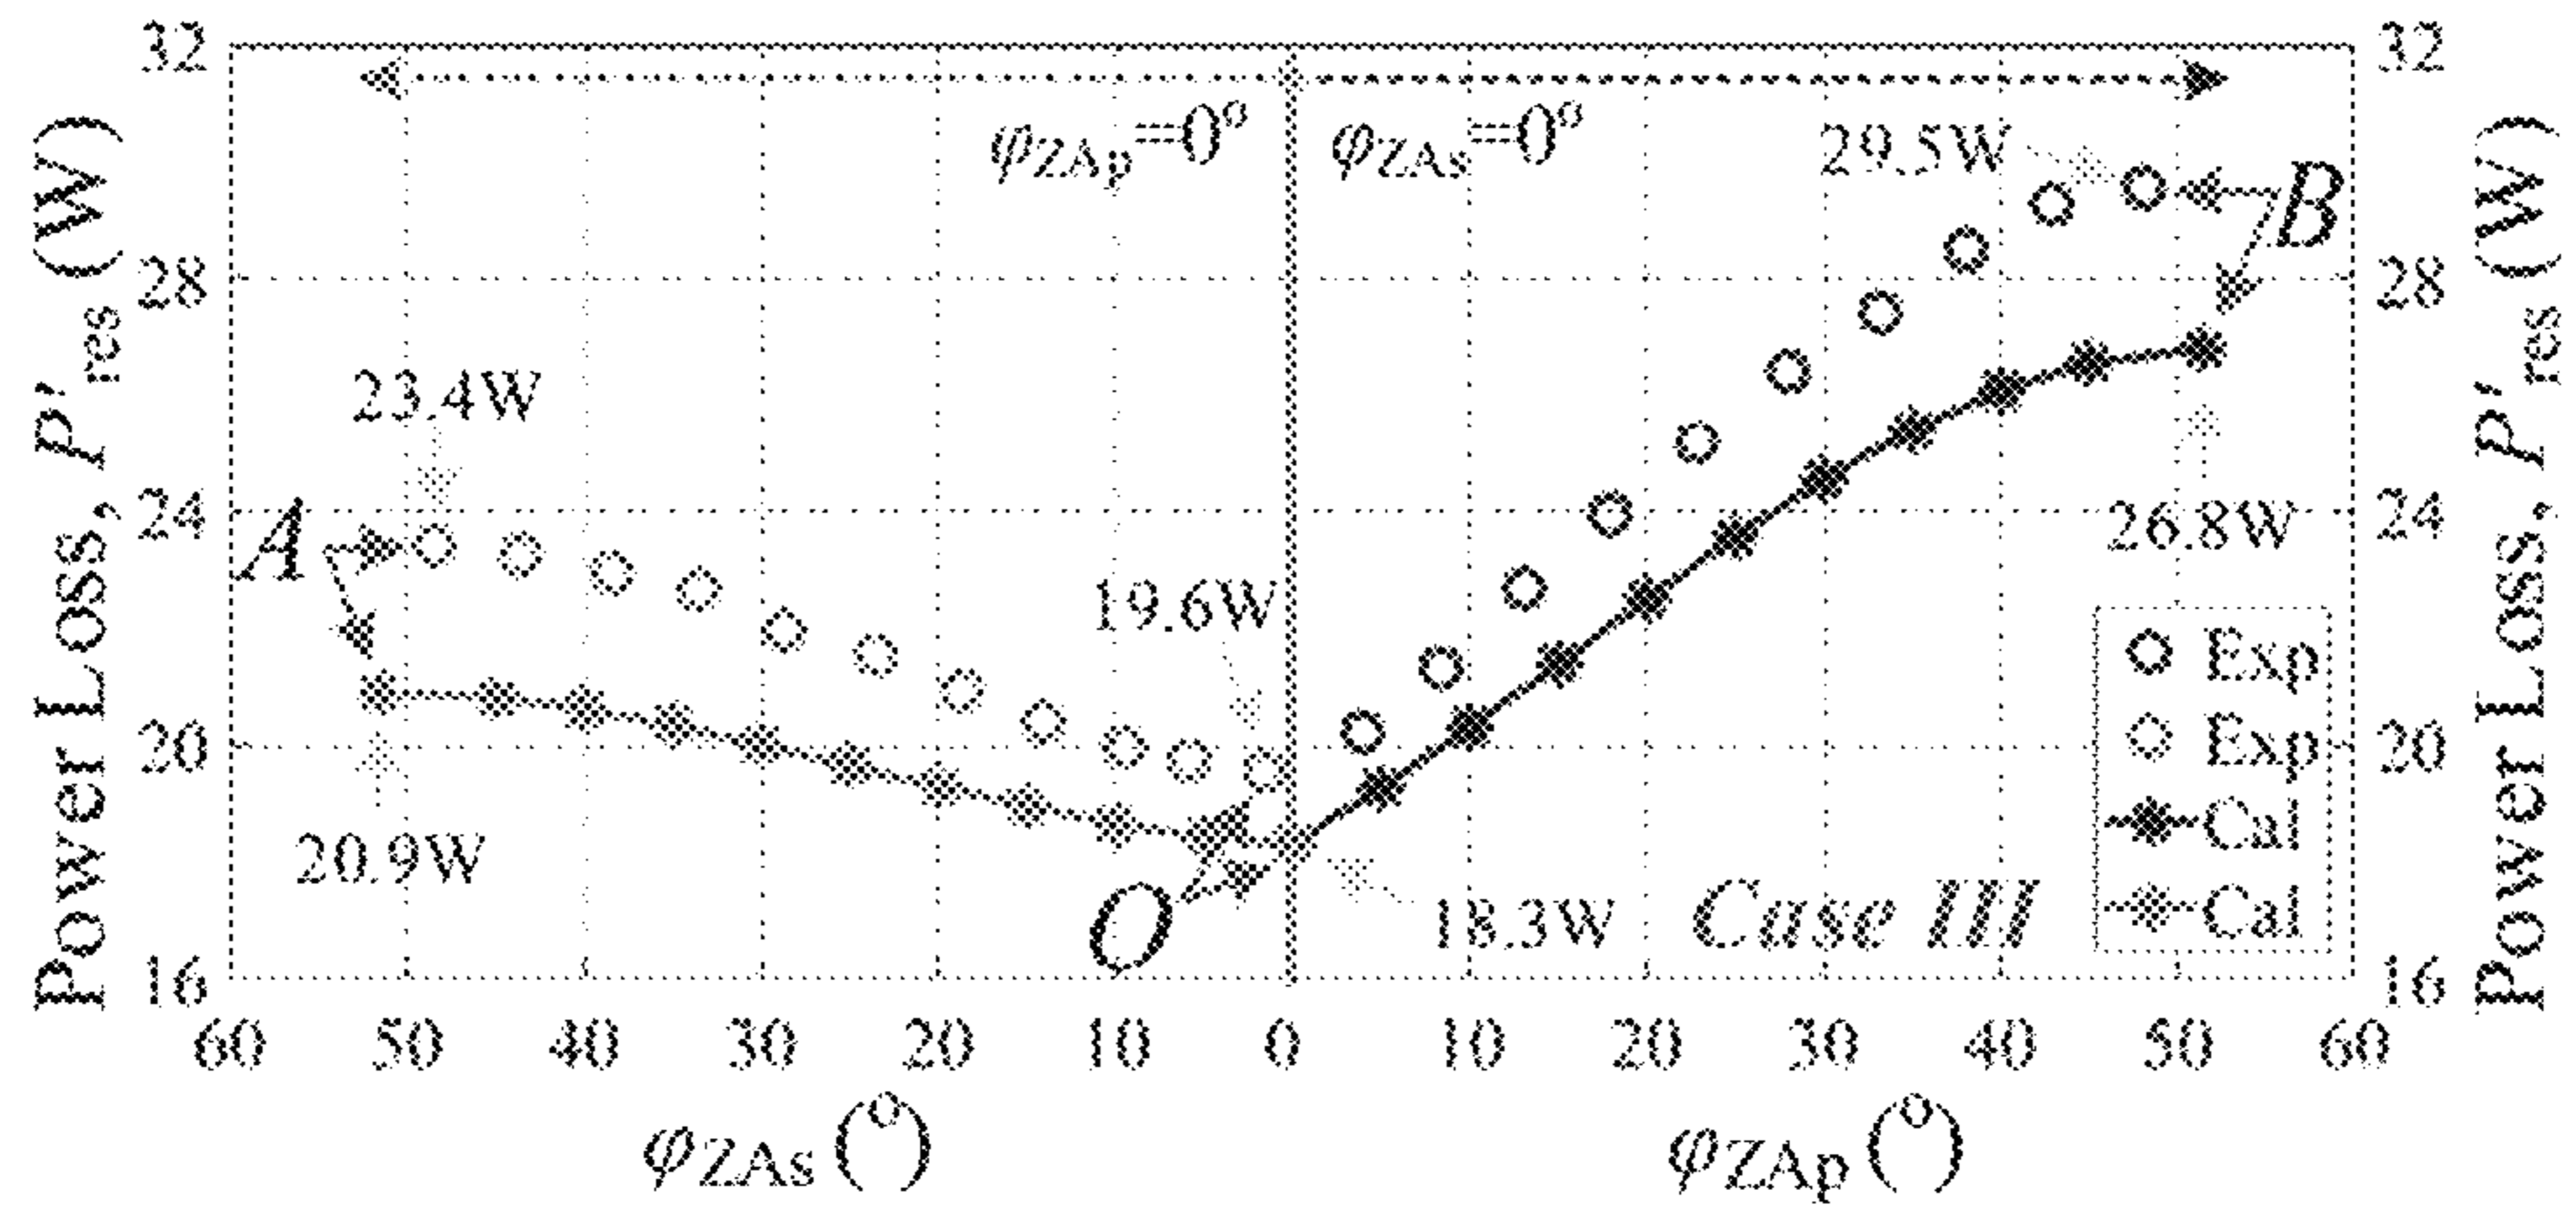 32
32
φZAp=0º
φZAs=0º
29.5W
B
28
28
23.4W
A
24
24
26.8W
19.6W
Exp
Exp
Cal
Cal
20
20
20.9W
O
18.3W
Case III
16
16
60 50 40 30 20 10 0 10 20 30 40 50 60
φZAs (º)
φZAp (º)
Power Loss, P′res (W)
Power Loss, P′res (W)